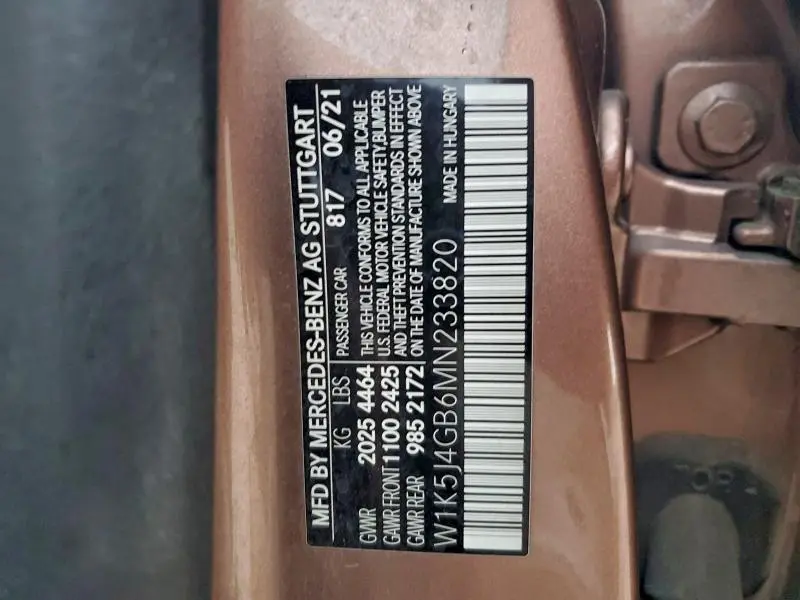 MFD BY MERCEDES-BENZ AG STUTTGART
KG LBS 817 06/21
GVWR 2025 4464
GAWR FRONT 1100 2425
GAWR REAR 985 2172
PASSENGER CAR
THIS VEHICLE CONFORMS TO ALL APPLICABLE
U.S. FEDERAL MOTOR VEHICLE SAFETY,BUMPER
AND THEFT PREVENTION STANDARDS IN EFFECT
ON THE DATE OF MANUFACTURE SHOWN ABOVE
W1K5J4GB6MN233820 MADE IN HUNGARY